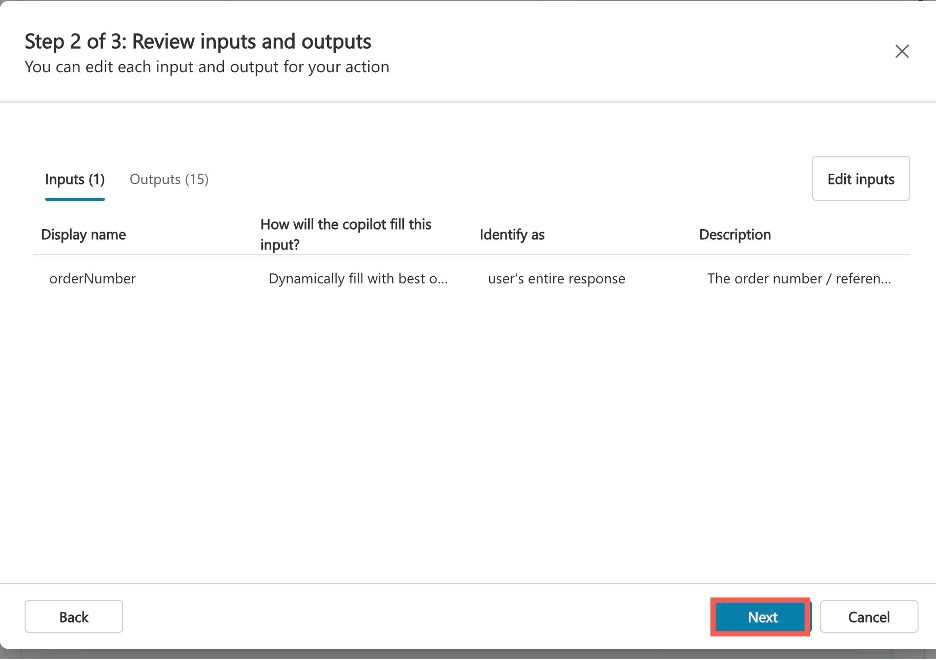 Step 2 of 3: Review inputs and outputs
You can edit each input and output for your action
Inputs (1) Outputs (15) Edit inputs
Display name How will the copilot fill this input? Identify as Description
orderNumber Dynamically fill with best o... user's entire response The order number / referen...
Back Next Cancel